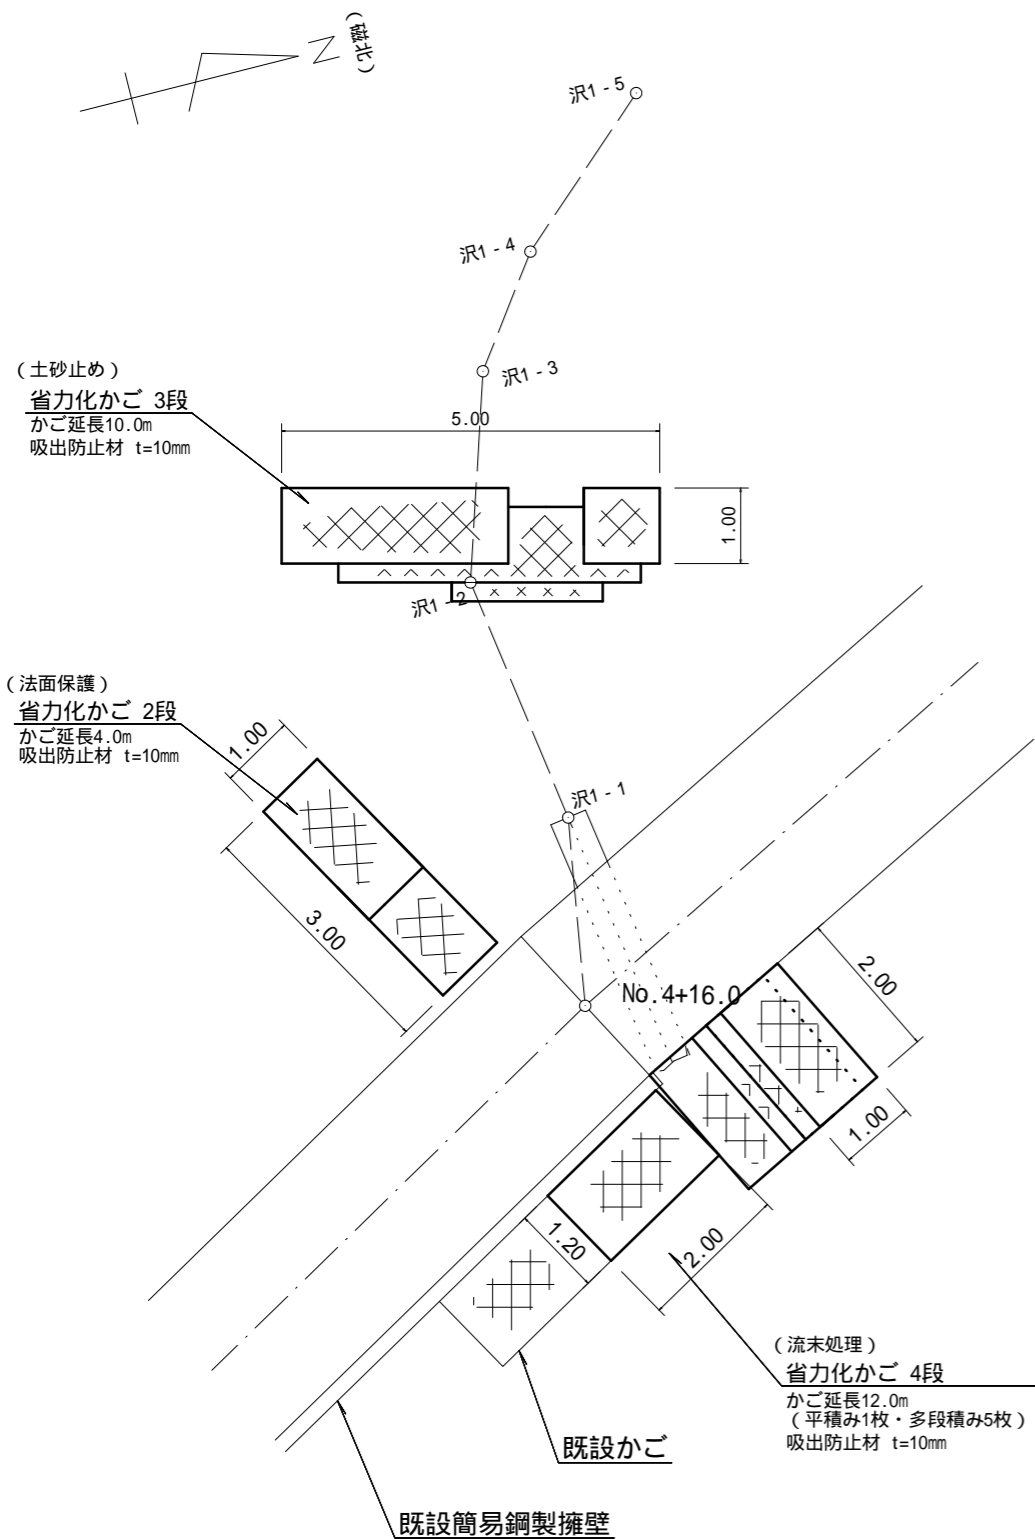 N
(磁北)
沢1-5
沢1-4
沢1-3
(土砂止め)
省力化かご 3段
かご延長10.0m
吸出防止材 t=10mm
5.00
1.00
沢1-2
(法面保護)
省力化かご 2段
かご延長4.0m
吸出防止材 t=10mm
1.00
3.00
沢1-1
No.4+16.0
2.00
1.00
1.20
2.00
(流末処理)
省力化かご 4段
かご延長12.0m
(平積み1枚・多段積み5枚)
吸出防止材 t=10mm
既設かご
既設簡易鋼製擁壁